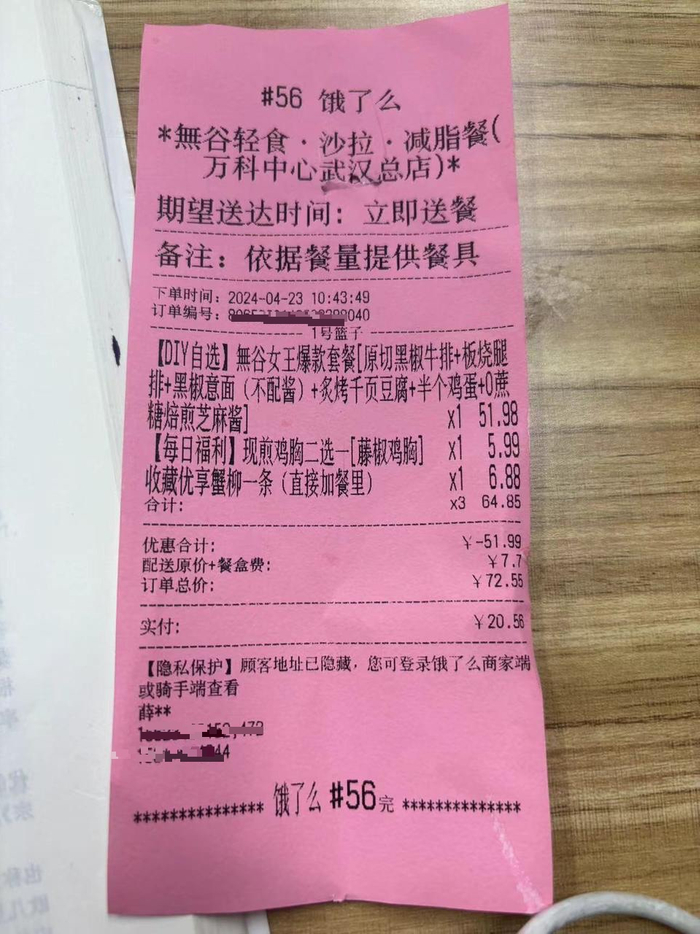 #56 饿了么
*無谷轻食·沙拉·减脂餐(
万科中心武汉总店)*
期望送达时间: 立即送餐
备注: 依据餐量提供餐具
下单时间: 2024-04-23 10:43:49
订单编号:
1号篮子
【DIY自选】無谷女王爆款套餐[原切黑椒牛排+板烧腿
排+黑椒意面（不配酱）+炙烤千页豆腐+半个鸡蛋+0蔗
糖焙煎芝麻酱] x1 51.98
【每日福利】现煎鸡胸二选一[藤椒鸡胸] x1 5.99
收藏优享蟹柳一条（直接加餐里） x1 6.88
合计: x3 64.85
优惠合计: ￥-51.99
配送原价+餐盒费: ￥7.7
订单总价: ￥72.55
实付: ￥20.56
【隐私保护】顾客地址已隐藏，您可登录饿了么商家端
或骑手端查看
薛**
************* 饿了么 #56完 *************